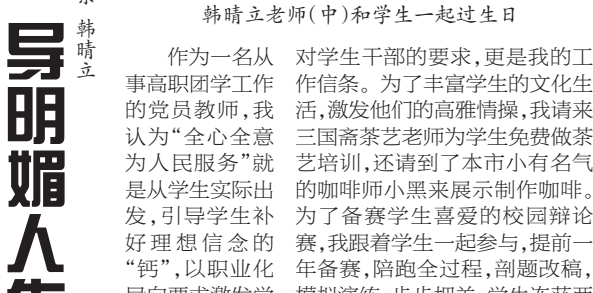 韩晴立老师(中)和学生一起过生日
韩晴立
导明媚人生
作为一名从
事高职团学工作
的党员教师,我
认为“全心全意
为人民服务”就
是从学生实际出
发,引导学生补
好理想信念的
“钙”,以职业化
导向要求激发学
对学生干部的要求,更是我的工
作信条。为了丰富学生的文化生
活,激发他们的高雅情操,我请来
三国斋茶艺老师为学生免费做茶
艺培训,还请到了本市小有名气
的咖啡师小黑来展示制作咖啡。
为了备赛学生喜爱的校园辩论
赛,我跟着学生一起参与,提前一
年备赛,陪跑全过程,剖题改稿,